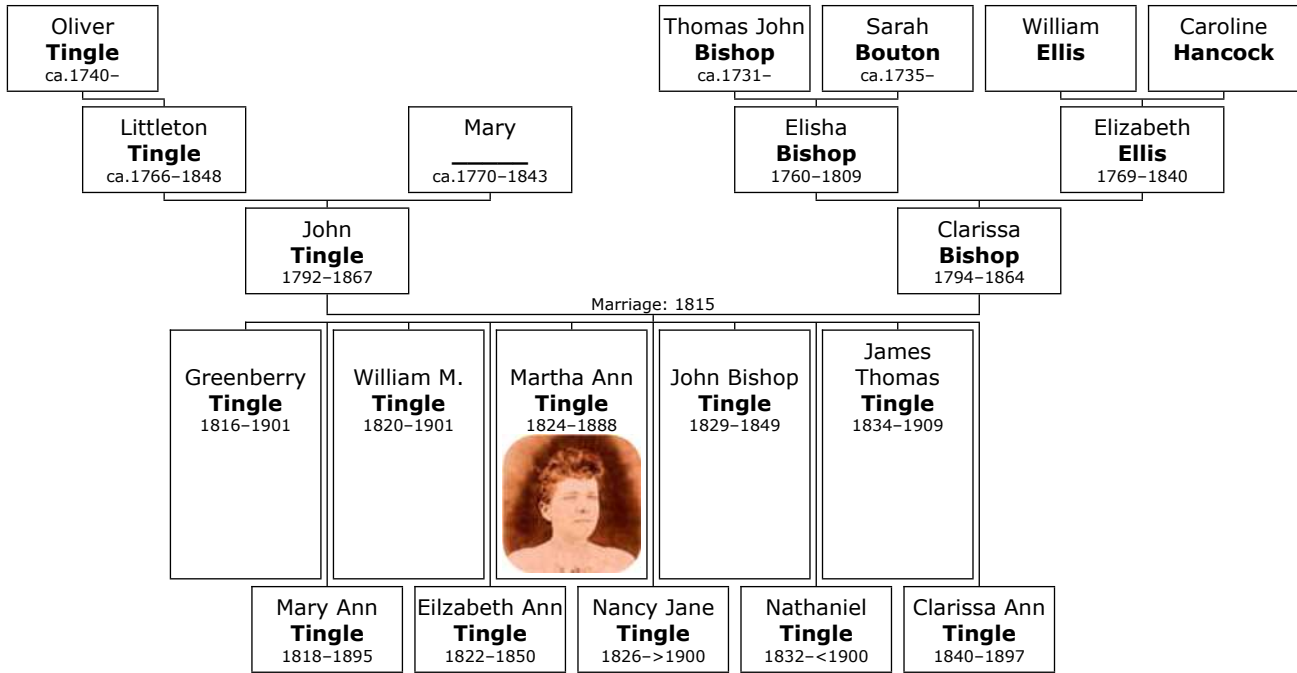 Oliver
Tingle
ca.1740–
Thomas John
Bishop
ca.1731–
Sarah
Bouton
ca.1735–
William
Ellis
Caroline
Hancock
Littleton
Tingle
ca.1766–1848
Mary
______
ca.1770–1843
Elisha
Bishop
1760–1809
Elizabeth
Ellis
1769–1840
John
Tingle
1792–1867
Clarissa
Bishop
1794–1864
Marriage: 1815
Greenberry
Tingle
1816–1901
William M.
Tingle
1820–1901
Martha Ann
Tingle
1824–1888
John Bishop
Tingle
1829–1849
James
Thomas
Tingle
1834–1909
Mary Ann
Tingle
1818–1895
Eilzabeth Ann
Tingle
1822–1850
Nancy Jane
Tingle
1826–>1900
Nathaniel
Tingle
1832–<1900
Clarissa Ann
Tingle
1840–1897